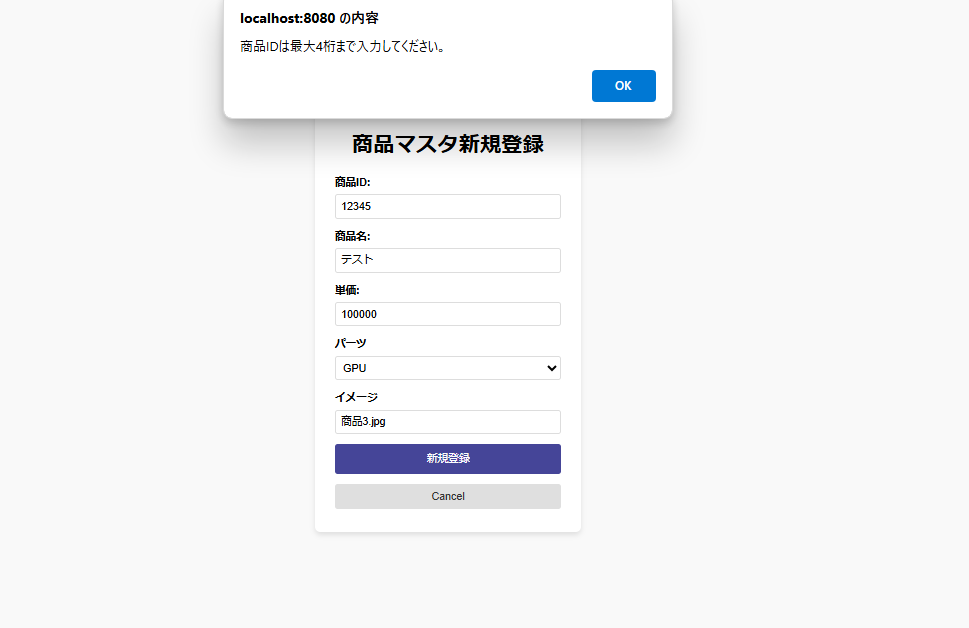 localhost:8080 の内容
商品IDは最大4桁まで入力してください。
OK
商品マスタ新規登録
商品ID:
12345
商品名:
テスト
単価:
100000
パーツ
GPU
イメージ
商品3.jpg
新規登録
Cancel